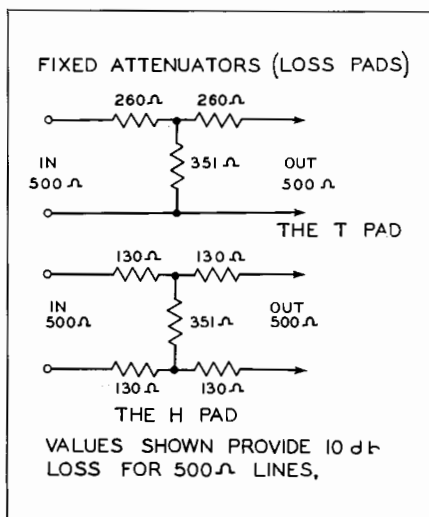 FIXED ATTENUATORS (LOSS PADS)
260Ω 260Ω
IN 351Ω OUT
500Ω 500Ω
THE T PAD
130Ω 130Ω
IN OUT
500Ω 351Ω 500Ω
130Ω 130Ω
THE H PAD
VALUES SHOWN PROVIDE 10 db
LOSS FOR 500Ω LINES,